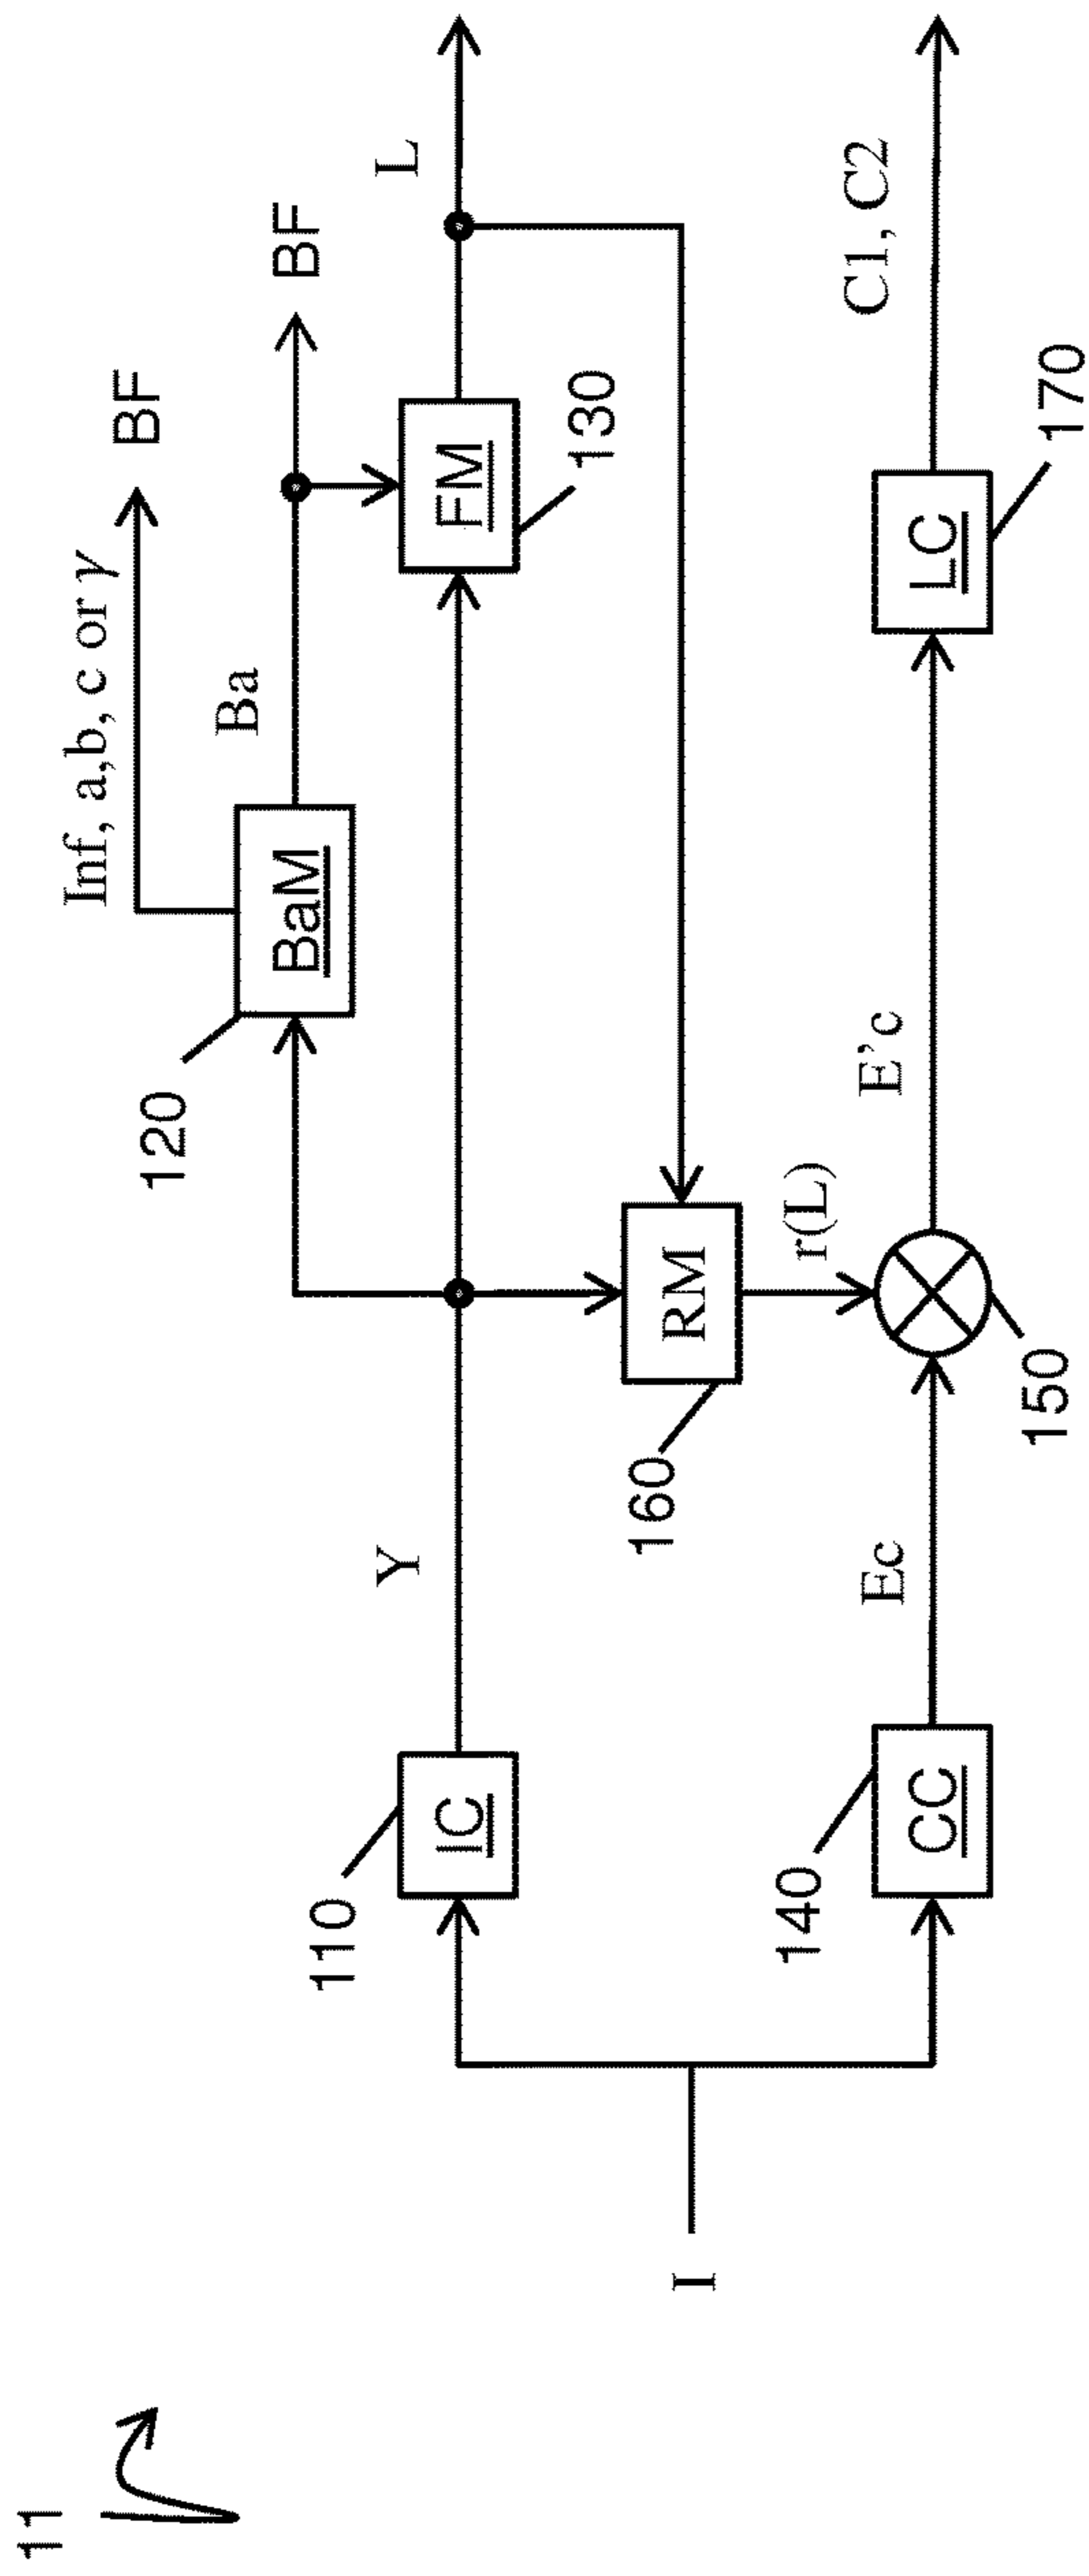 11
Inf, a,b, c or γ
BF
120
BaM
Ba
BF
110
IC
Y
FM
L
130
I
160
RM
r(L)
140
CC
Ec
E'c
LC
C1, C2
150
170